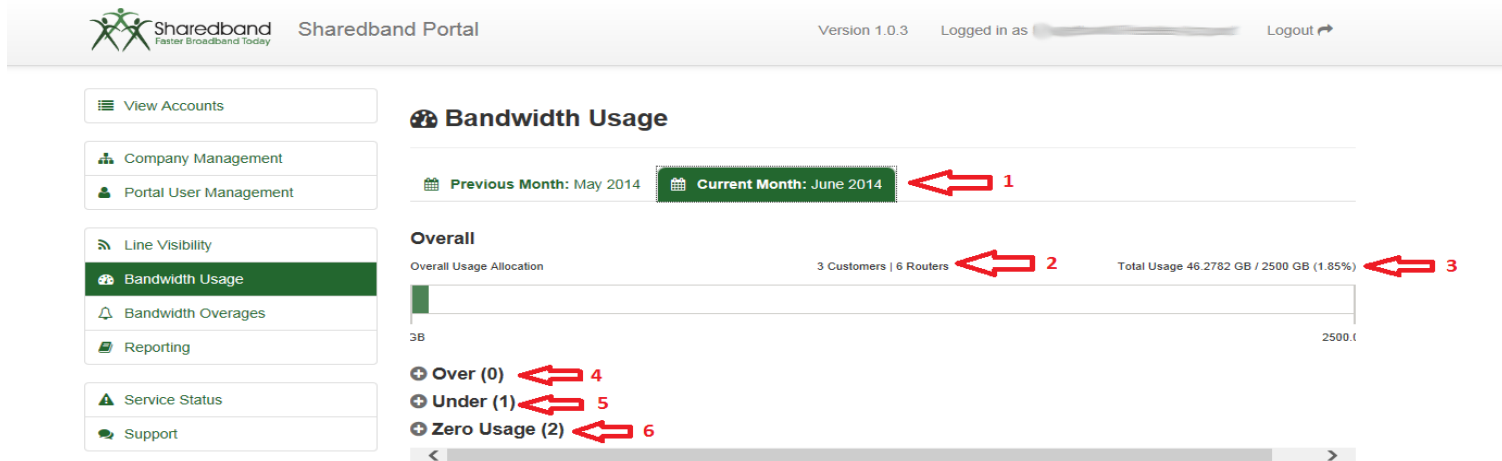 Sharedband
Faster Broadband Today
Sharedband Portal
Version 1.0.3
Logged in as
Logout
View Accounts
Company Management
Portal User Management
Line Visibility
Bandwidth Usage
Bandwidth Overages
Reporting
Service Status
Support
Bandwidth Usage
Previous Month: May 2014
Current Month: June 2014
1
Overall
Overall Usage Allocation
3 Customers | 6 Routers
2
Total Usage 46.2782 GB / 2500 GB (1.85%)
3
GB
2500.0
Over (0)
4
Under (1)
5
Zero Usage (2)
6